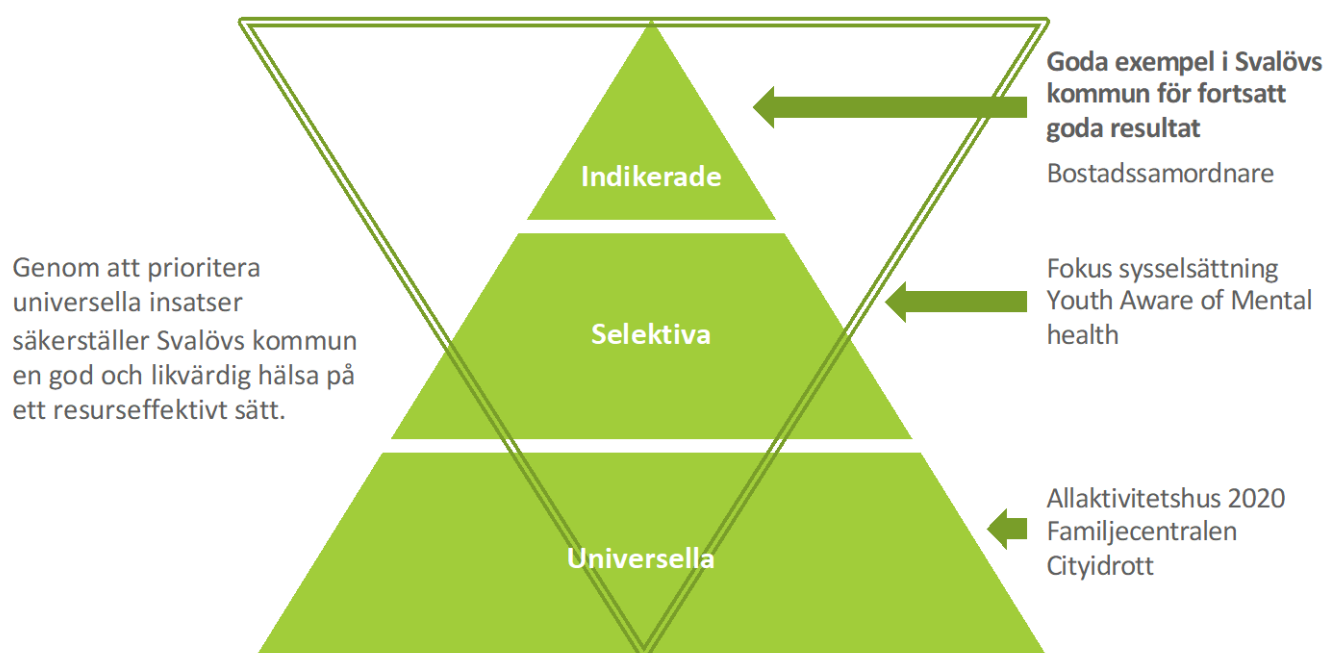 Genom att prioritera
universella insatser
säkerställer Svalövs kommun
en god och likvärdig hälsa på
ett resurseffektivt sätt.
Indikerade
Selektiva
Universella
Goda exempel i Svalövs
kommun för fortsatt
goda resultat
Bostadssamordnare
Fokus sysselsättning
Youth Aware of Mental
health
Allaktivitetshus 2020
Familjecentralen
Cityidrott